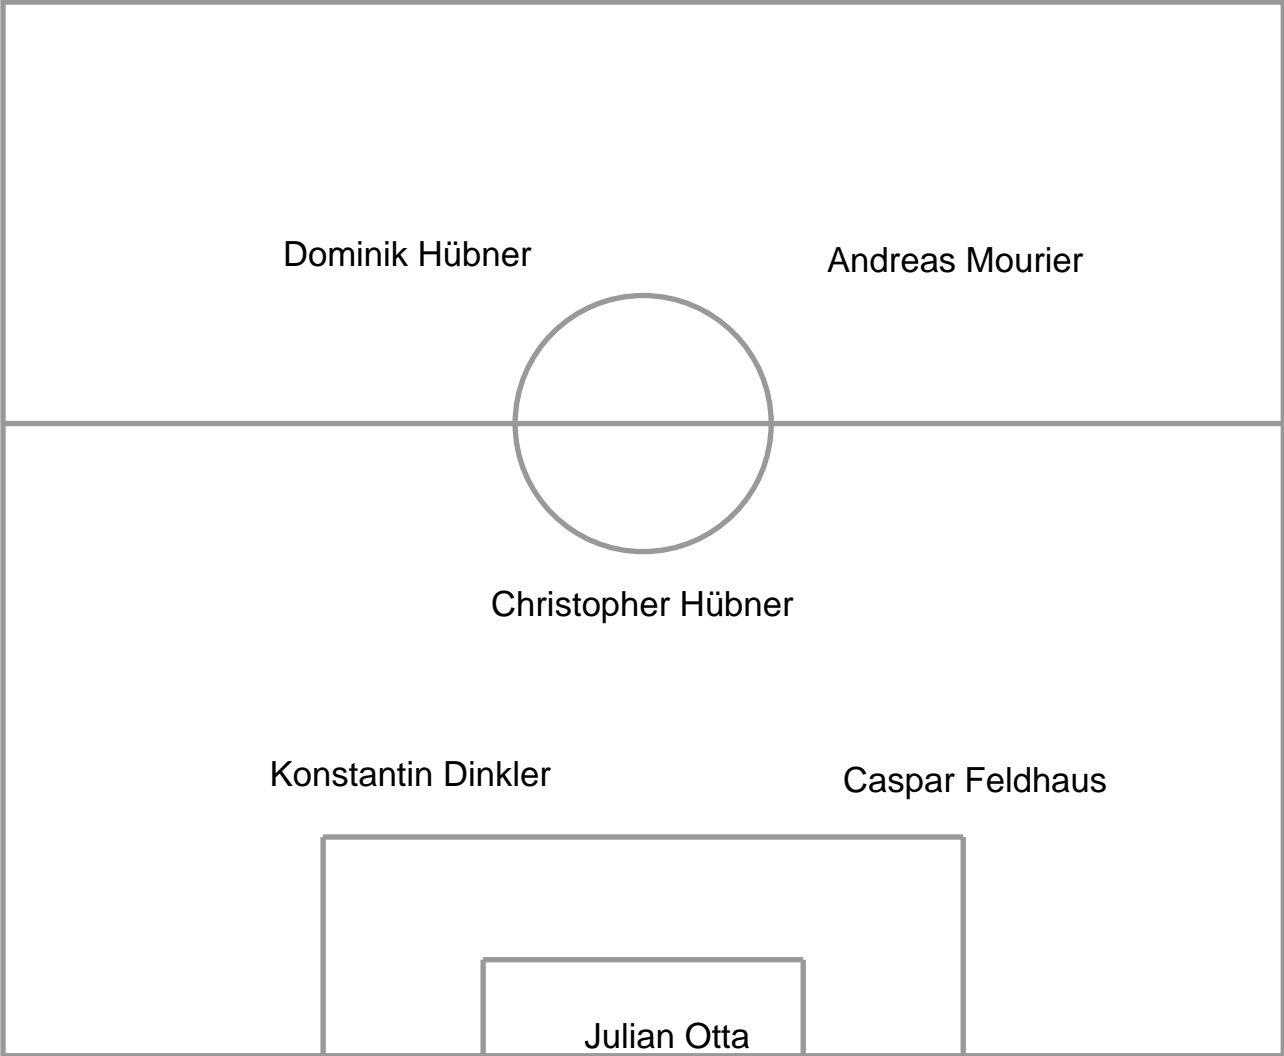 Dominik Hübner
Andreas Mourier
Christopher Hübner
Konstantin Dinkler
Caspar Feldhaus
Julian Otta